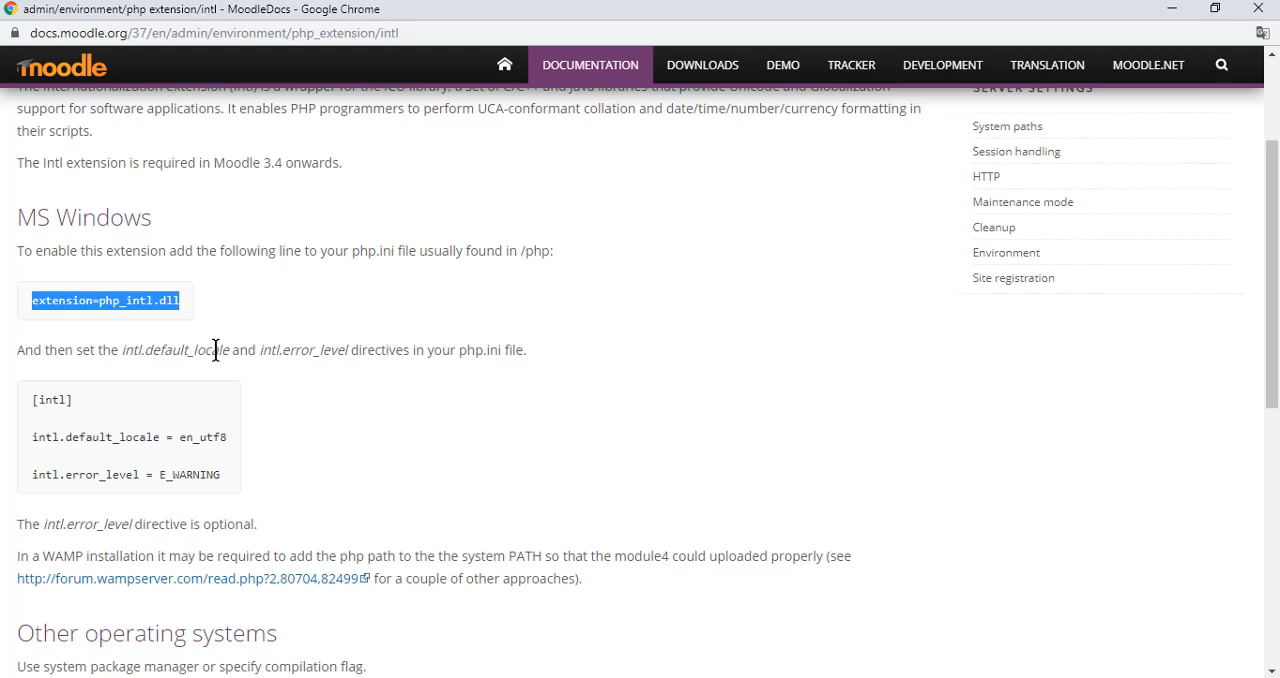 admin/environment/php extension/intl - MoodleDocs - Google Chrome
docs.moodle.org/37/en/admin/environment/php_extension/intl
moodle
DOCUMENTATION
DOWNLOADS
DEMO
TRACKER
DEVELOPMENT
TRANSLATION
MOODLE.NET
The Internationalization extension (Intl) is a wrapper for the ICU library, a set of C/C++ and Java libraries that provide Unicode and Globalization
support for software applications. It enables PHP programmers to perform UCA-conformant collation and date/time/number/currency formatting in
their scripts.
The Intl extension is required in Moodle 3.4 onwards.
MS Windows
To enable this extension add the following line to your php.ini file usually found in /php:
extension=php_intl.dll
And then set the intl.default_locale and intl.error_level directives in your php.ini file.
[intl]
intl.default_locale = en_utf8
intl.error_level = E_WARNING
The intl.error_level directive is optional.
In a WAMP installation it may be required to add the php path to the the system PATH so that the module4 could uploaded properly (see
http://forum.wampserver.com/read.php?2,80704,82499 for a couple of other approaches).
Other operating systems
Use system package manager or specify compilation flag.
SERVER SETTINGS
System paths
Session handling
HTTP
Maintenance mode
Cleanup
Environment
Site registration